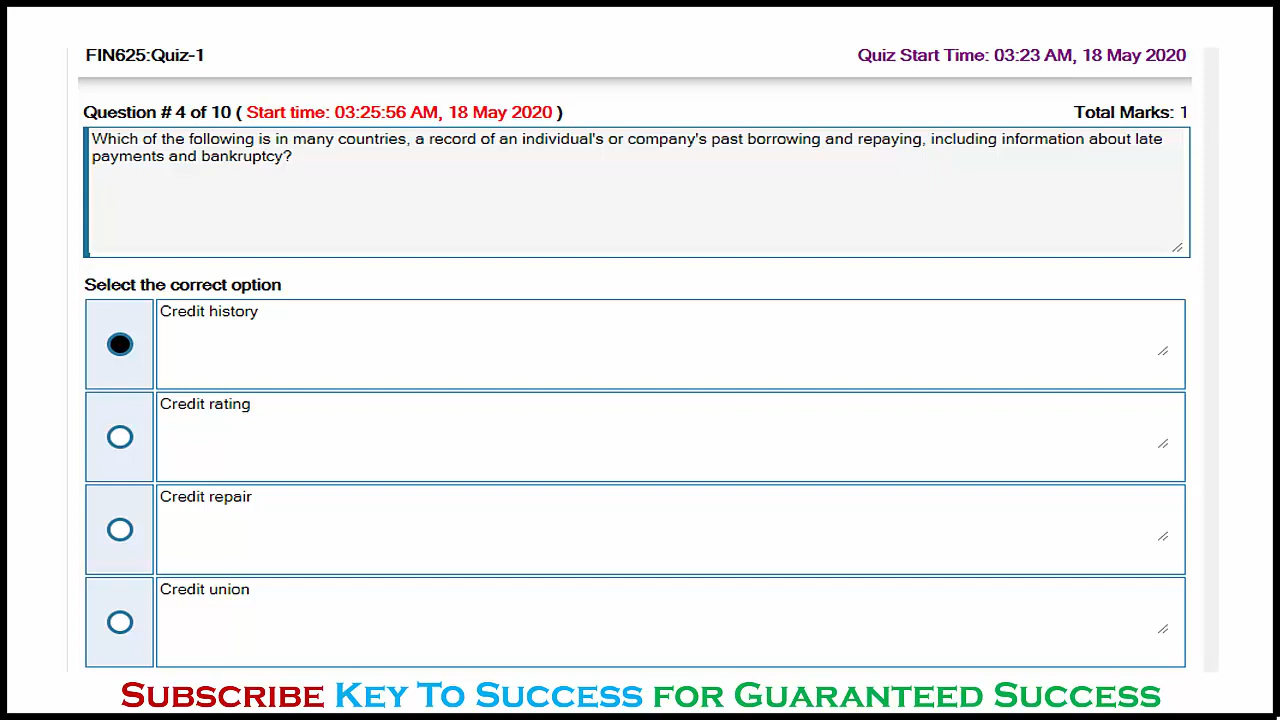 FIN625:Quiz-1
Quiz Start Time: 03:23 AM, 18 May 2020
Question # 4 of 10 ( Start time: 03:25:56 AM, 18 May 2020 )
Total Marks: 1
Which of the following is in many countries, a record of an individual's or company's past borrowing and repaying, including information about late
payments and bankruptcy?
Select the correct option
Credit history
Credit rating
Credit repair
Credit union
SUBSCRIBE KEY TO SUCCESS FOR GUARANTEED SUCCESS